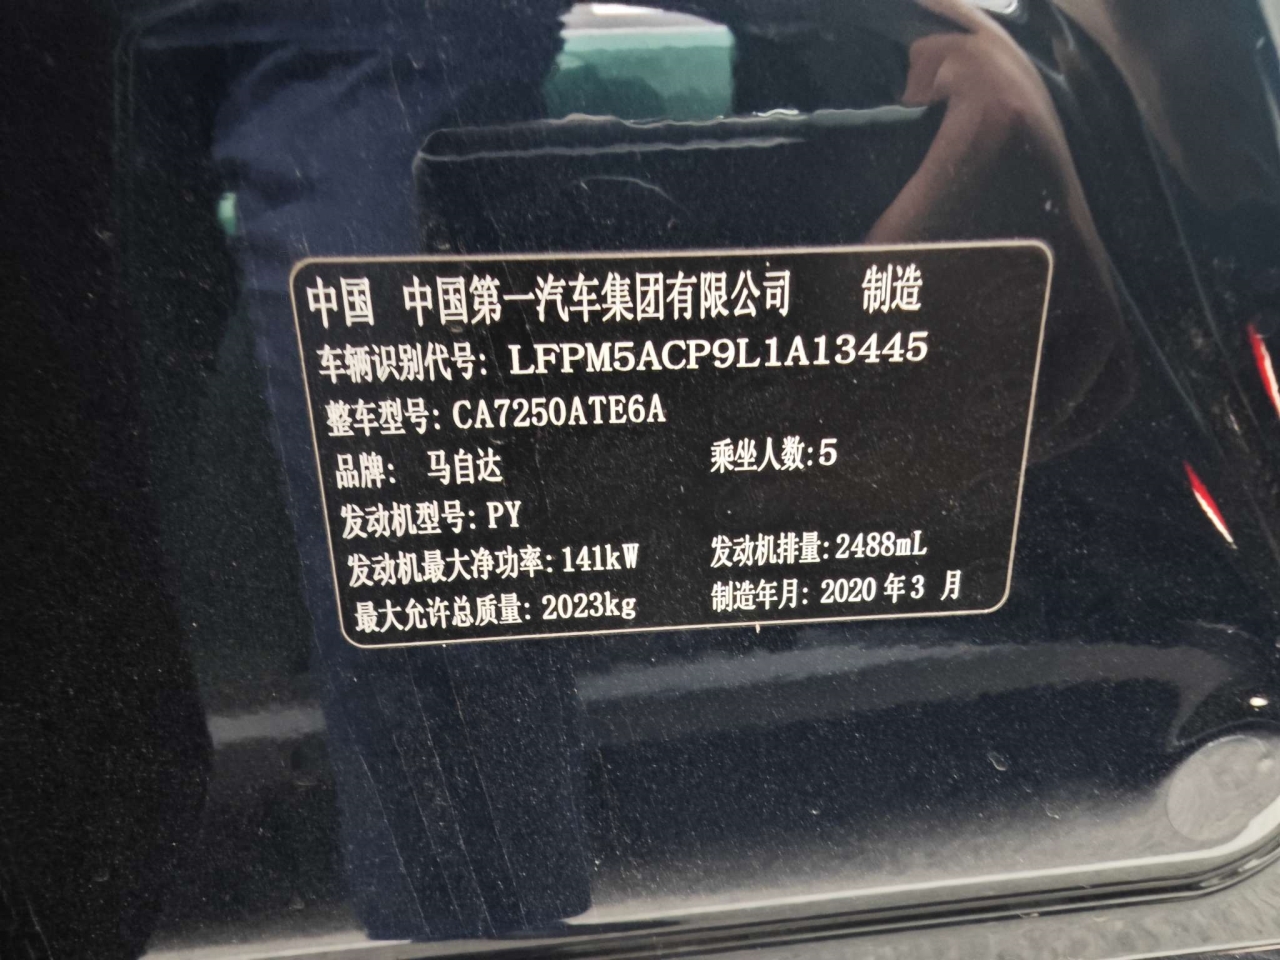 中国 中国第一汽车集团有限公司 制造
车辆识别代号: LFPM5ACP9L1A13445
整车型号: CA7250ATE6A
品牌: 马自达 乘坐人数: 5
发动机型号: PY
发动机最大净功率: 141kW 发动机排量: 2488mL
最大允许总质量: 2023kg 制造年月: 2020 年 3 月